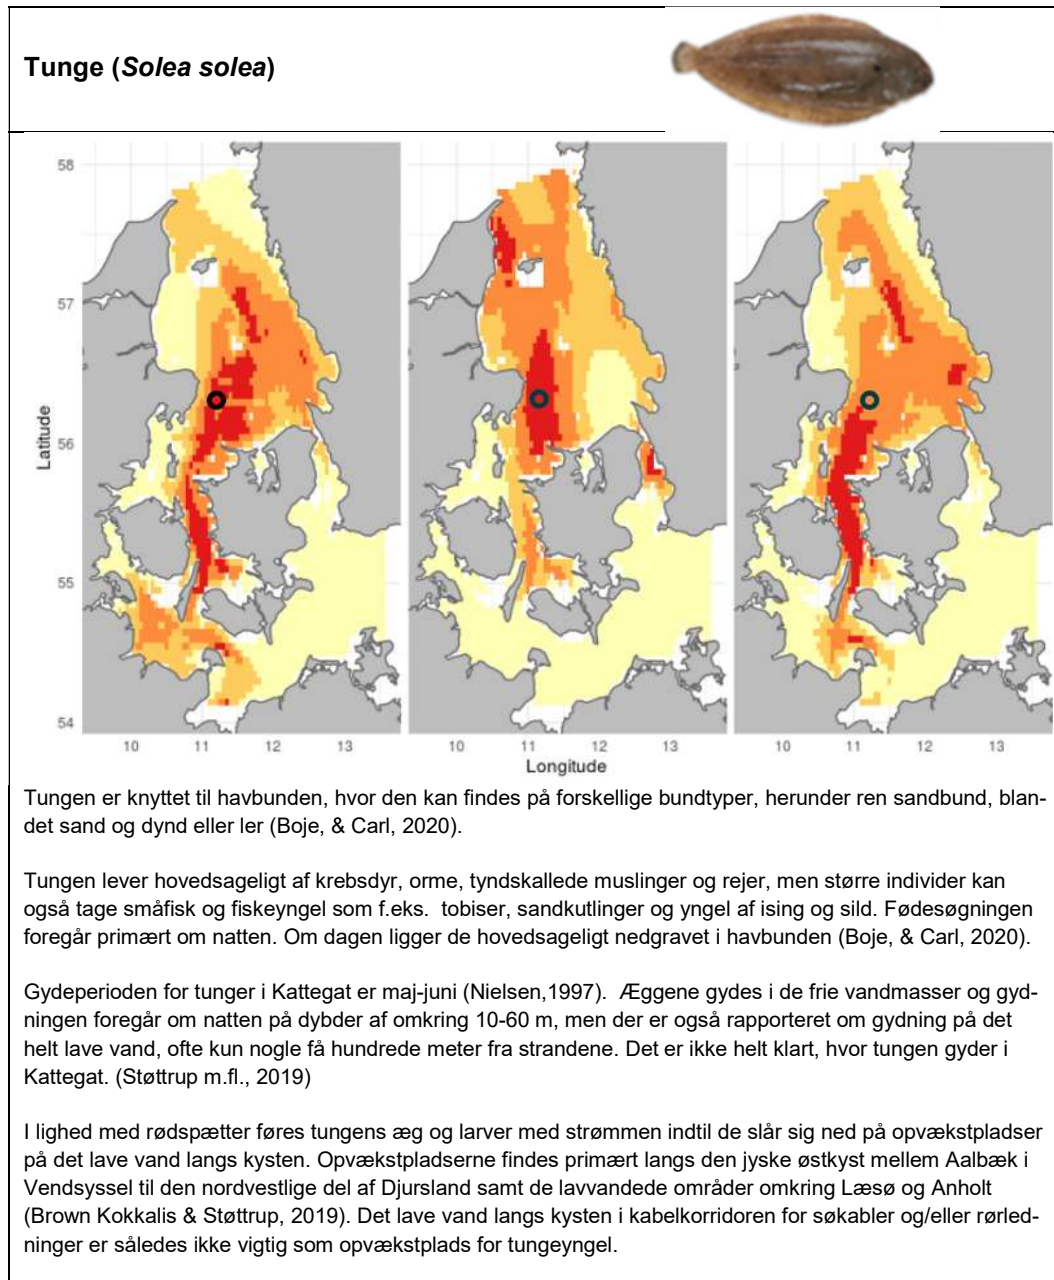 Tunge (Solea solea)
58
57
56
55
54
Latitude
10 11 12 13 10 11 12 13 10 11 12 13
Longitude
Tungen er knyttet til havbunden, hvor den kan findes på forskellige bundtyper, herunder ren sandbund, blan-
det sand og dynd eller ler (Boje, & Carl, 2020).
Tungen lever hovedsageligt af krebsdyr, orme, tyndskallede muslinger og rejer, men større individer kan
også tage småfisk og fiskeyngel som f.eks.  tobiser, sandkutlinger og yngel af ising og sild. Fødesøgningen
foregår primært om natten. Om dagen ligger de hovedsageligt nedgravet i havbunden (Boje, & Carl, 2020).
Gydeperioden for tunger i Kattegat er maj-juni (Nielsen,1997).  Æggene gydes i de frie vandmasser og gyd-
ningen foregår om natten på dybder af omkring 10-60 m, men der er også rapporteret om gydning på det
helt lave vand, ofte kun nogle få hundrede meter fra strandene. Det er ikke helt klart, hvor tungen gyder i
Kattegat. (Støttrup m.fl., 2019)
I lighed med rødspætter føres tungens æg og larver med strømmen indtil de slår sig ned på opvækstpladser
på det lave vand langs kysten. Opvækstpladserne findes primært langs den jyske østkyst mellem Aalbæk i
Vendsyssel til den nordvestlige del af Djursland samt de lavvandede områder omkring Læsø og Anholt
(Brown Kokkalis & Støttrup, 2019). Det lave vand langs kysten i kabelkorridoren for søkabler og/eller rørled-
ninger er således ikke vigtig som opvækstplads for tungeyngel.